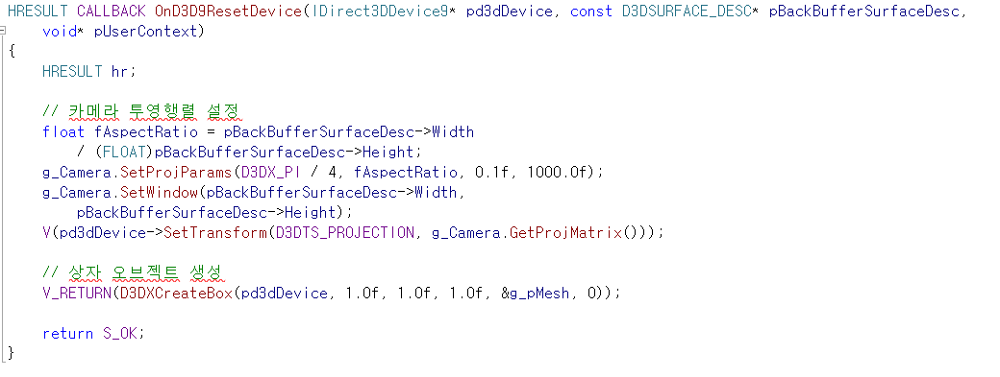 HRESULT CALLBACK OnD3D9ResetDevice(IDirect3DDevice9* pd3dDevice, const D3DSURFACE_DESC* pBackBufferSurfaceDesc,
    void* pUserContext)
{
    HRESULT hr;

    // 카메라 투영행렬 설정
    float fAspectRatio = pBackBufferSurfaceDesc->Width
        / (FLOAT)pBackBufferSurfaceDesc->Height;
    g_Camera.SetProjParams(D3DX_PI / 4, fAspectRatio, 0.1f, 1000.0f);
    g_Camera.SetWindow(pBackBufferSurfaceDesc->Width,
        pBackBufferSurfaceDesc->Height);
    V(pd3dDevice->SetTransform(D3DTS_PROJECTION, g_Camera.GetProjMatrix()));

    // 상자 오브젝트 생성
    V_RETURN(D3DXCreateBox(pd3dDevice, 1.0f, 1.0f, 1.0f, &g_pMesh, 0));

    return S_OK;
}